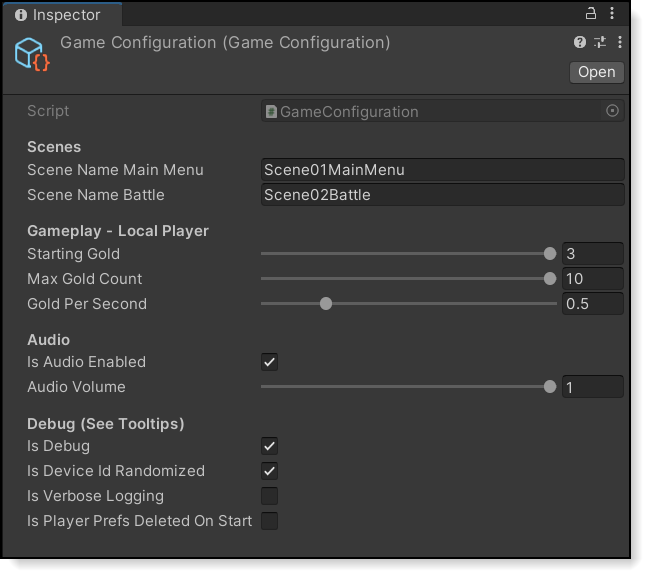 Inspector
Game Configuration (Game Configuration)
Open
Script GameConfiguration
Scenes
Scene Name Main Menu Scene01MainMenu
Scene Name Battle Scene02Battle
Gameplay - Local Player
Starting Gold 3
Max Gold Count 10
Gold Per Second 0.5
Audio
Is Audio Enabled
Audio Volume 1
Debug (See Tooltips)
Is Debug
Is Device Id Randomized
Is Verbose Logging
Is Player Prefs Deleted On Start